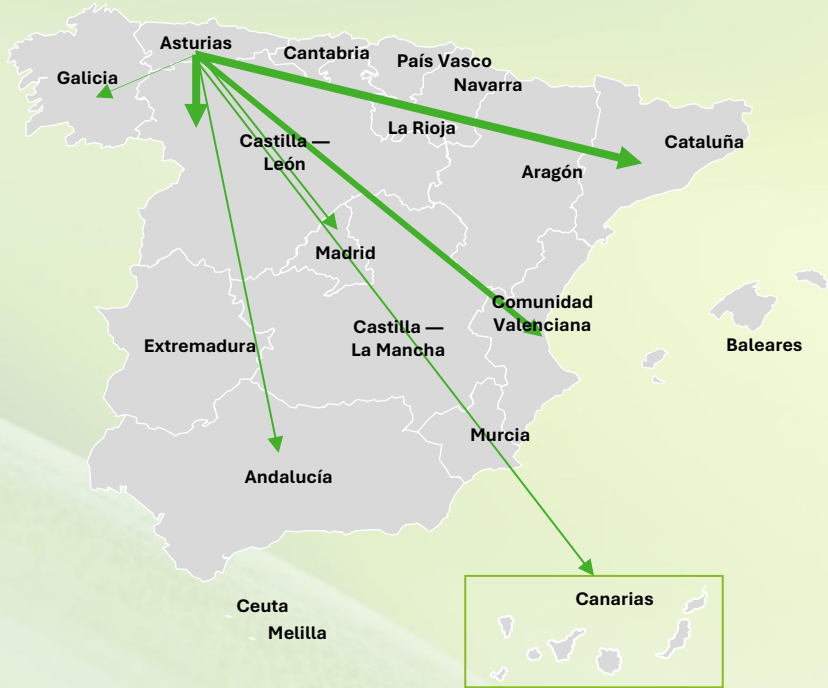 Asturias
Cantabria
País Vasco
Galicia
Navarra
La Rioja
Castilla —
León
Cataluña
Aragón
Madrid
Comunidad
Valenciana
Castilla —
La Mancha
Extremadura
Baleares
Murcia
Andalucía
Ceuta
Canarias
Melilla